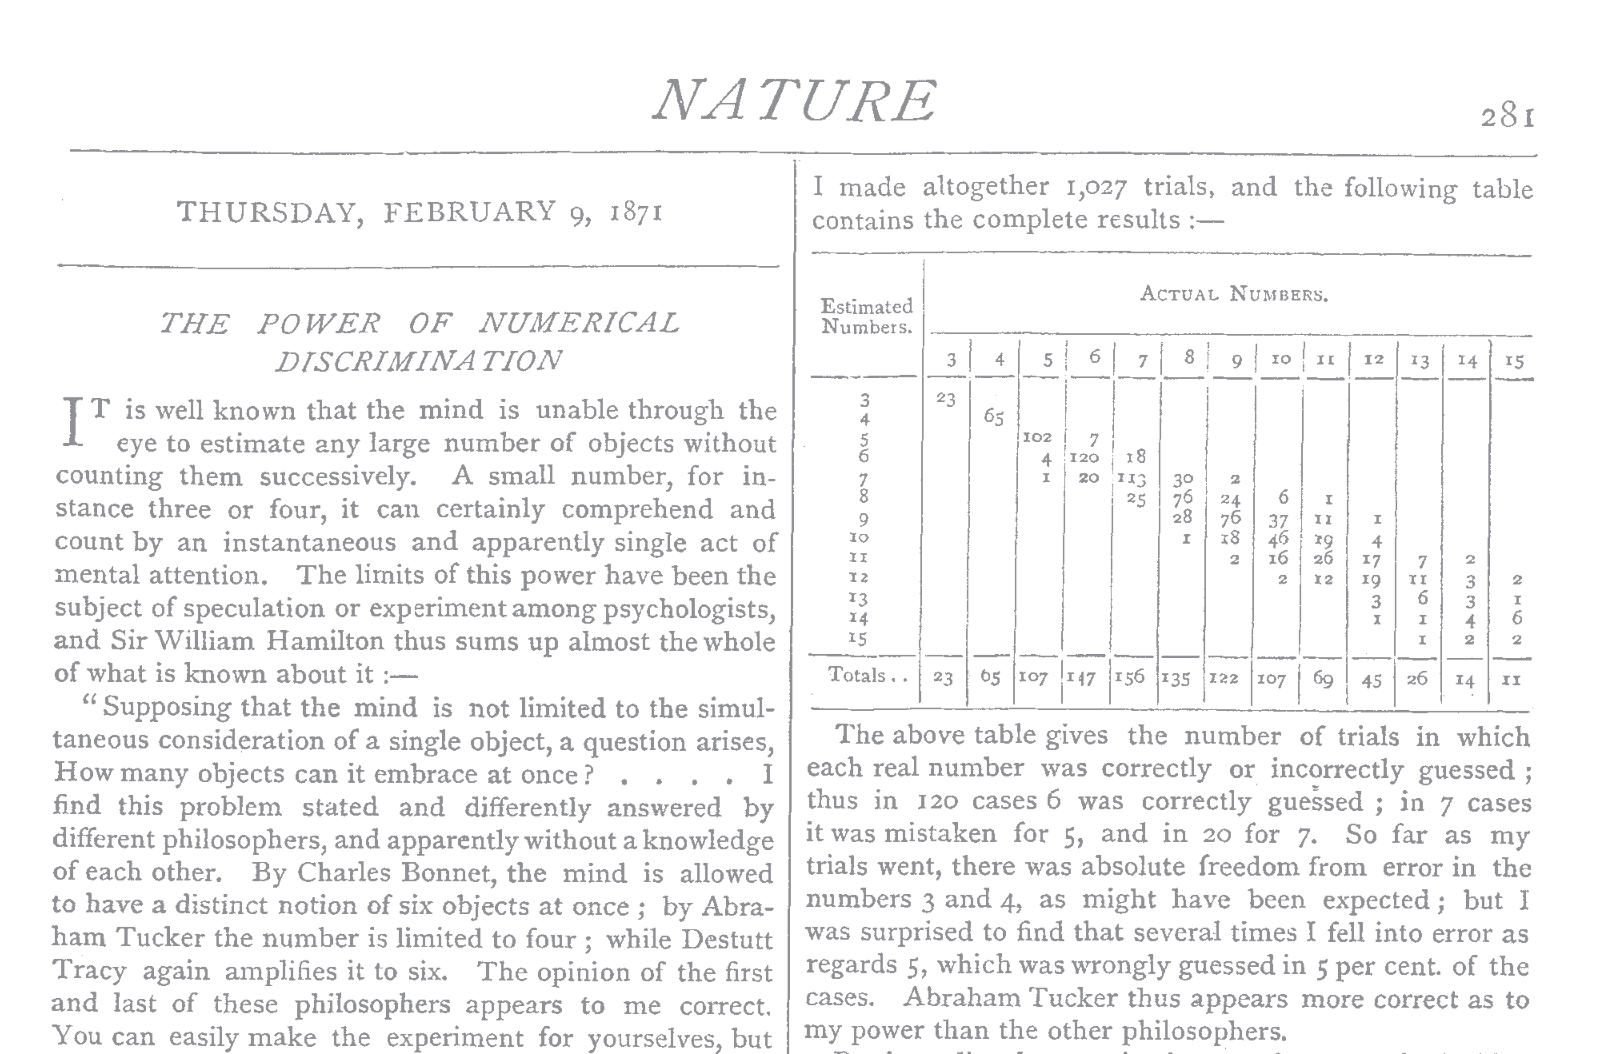 NATURE
281
THURSDAY, FEBRUARY 9, 1871
THE POWER OF NUMERICAL
DISCRIMINATION
IT is well known that the mind is unable through the
eye to estimate any large number of objects without
counting them successively. A small number, for in-
stance three or four, it can certainly comprehend and
count by an instantaneous and apparently single act of
mental attention. The limits of this power have been the
subject of speculation or experiment among psychologists,
and Sir William Hamilton thus sums up almost the whole
of what is known about it :—
"Supposing that the mind is not limited to the simul-
taneous consideration of a single object, a question arises,
How many objects can it embrace at once ? . . . . I
find this problem stated and differently answered by
different philosophers, and apparently without a knowledge
of each other. By Charles Bonnet, the mind is allowed
to have a distinct notion of six objects at once ; by Abra-
ham Tucker the number is limited to four ; while Destutt
Tracy again amplifies it to six. The opinion of the first
and last of these philosophers appears to me correct.
You can easily make the experiment for yourselves, but
I made altogether 1,027 trials, and the following table
contains the complete results :—
Estimated Numbers.
ACTUAL NUMBERS.
3 4 5 6 7 8 9 10 11 12 13 14 15
3 23
4 65
5 102 7
6 4 120 18
7 1 20 113 30 2
8 25 76 24 6 1
9 28 76 37 11 1
10 1 18 46 19 4
11 2 16 26 17 7 2
12 2 12 19 11 3 2
13 3 6 3 1
14 1 1 4 6
15 1 2 2
Totals . . 23 65 107 147 156 135 122 107 69 45 26 14 11
The above table gives the number of trials in which
each real number was correctly or incorrectly guessed ;
thus in 120 cases 6 was correctly guessed ; in 7 cases
it was mistaken for 5, and in 20 for 7. So far as my
trials went, there was absolute freedom from error in the
numbers 3 and 4, as might have been expected ; but I
was surprised to find that several times I fell into error as
regards 5, which was wrongly guessed in 5 per cent. of the
cases. Abraham Tucker thus appears more correct as to
my power than the other philosophers.